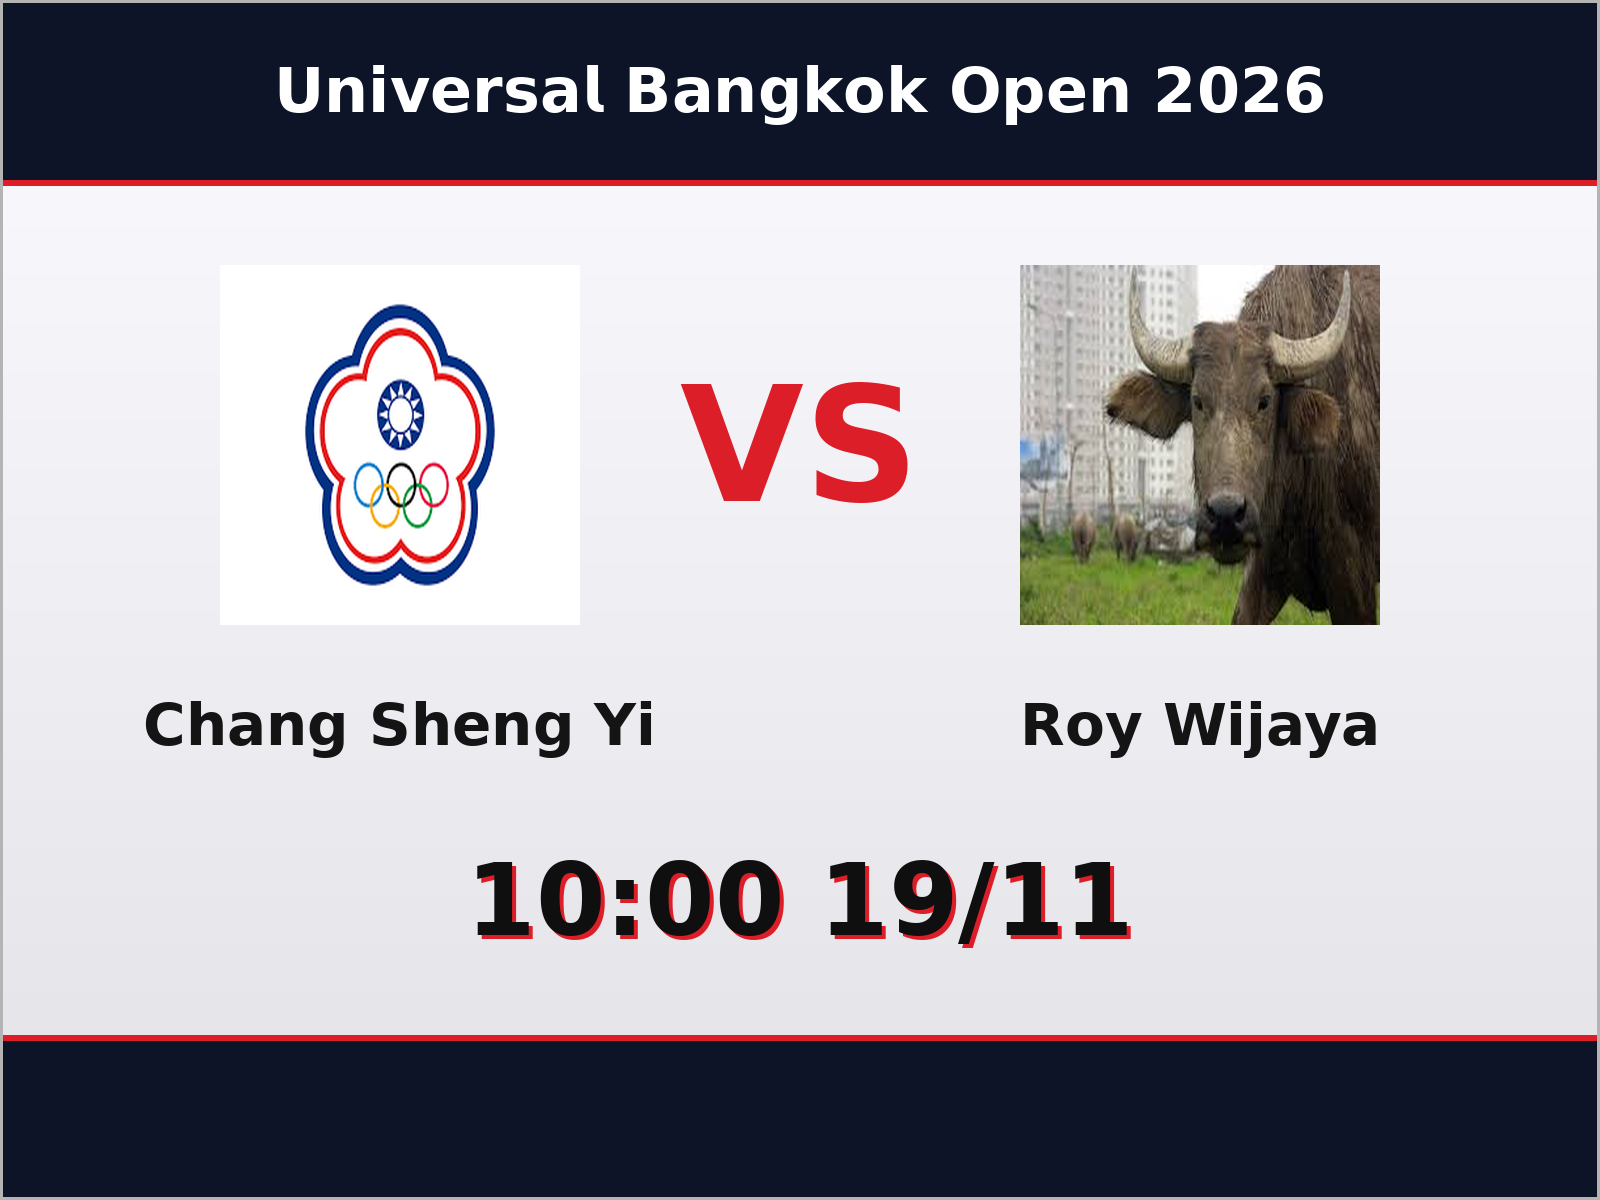 Universal Bangkok Open 2026
VS
Chang Sheng Yi
Roy Wijaya
10:00 19/11